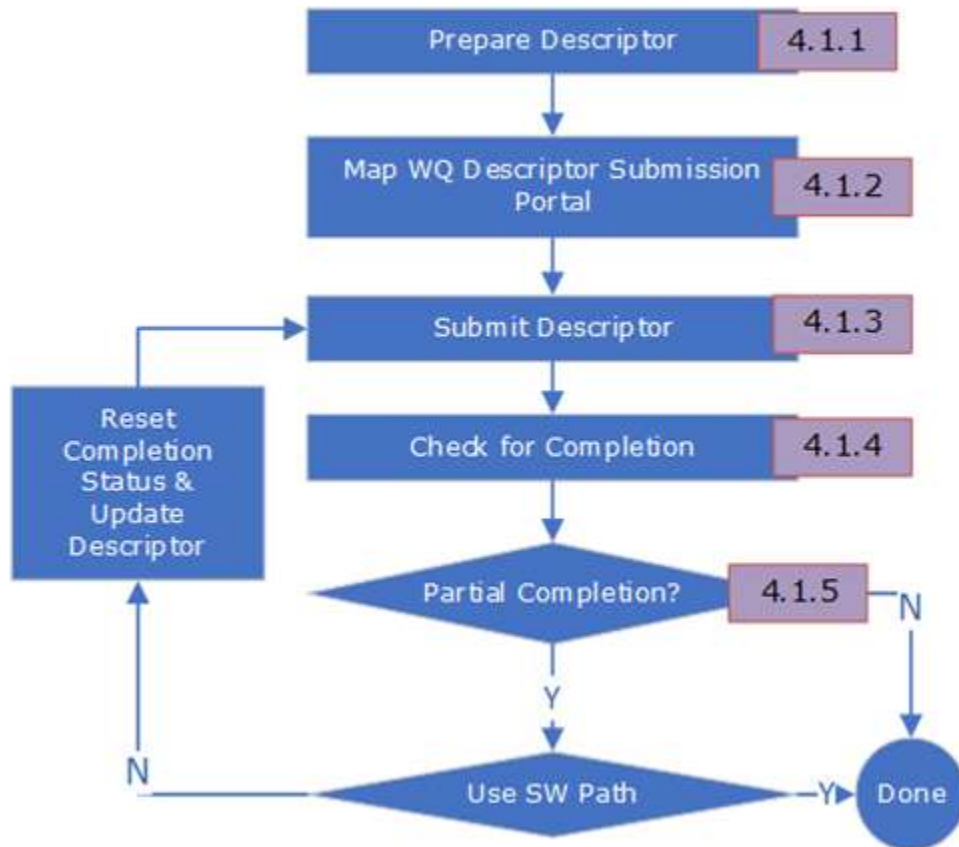 Prepare Descriptor
4.1.1
Map WQ Descriptor Submission
Portal
4.1.2
Submit Descriptor
4.1.3
Reset
Completion
Status &
Update
Descriptor
Check for Completion
4.1.4
Partial Completion?
4.1.5
N
Y
N
Use SW Path
Y
Done